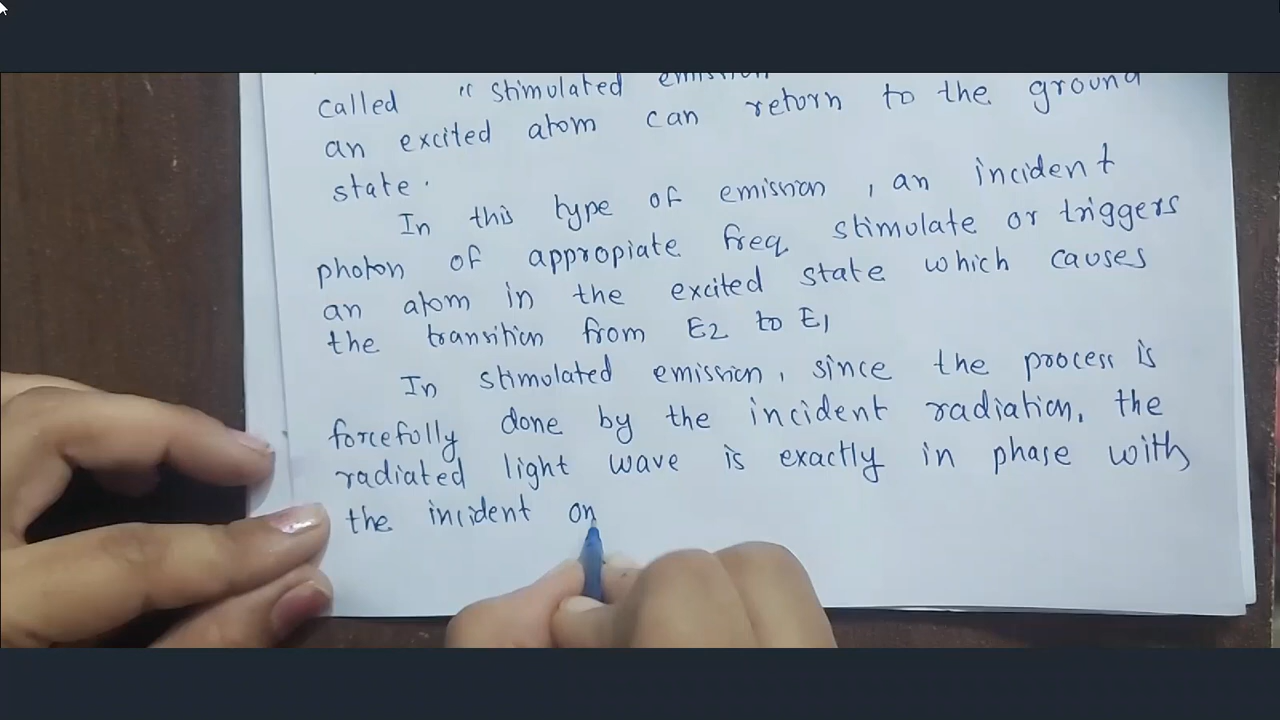 called " stimulated emission
an excited atom can return to the ground
state.
In this type of emission, an incident
photon of appropiate freq stimulate or triggers
an atom in the excited state which causes
the transition from E2 to E1
In stimulated emission, since the process is
forcefully done by the incident radiation, the
radiated light wave is exactly in phase with
the incident on